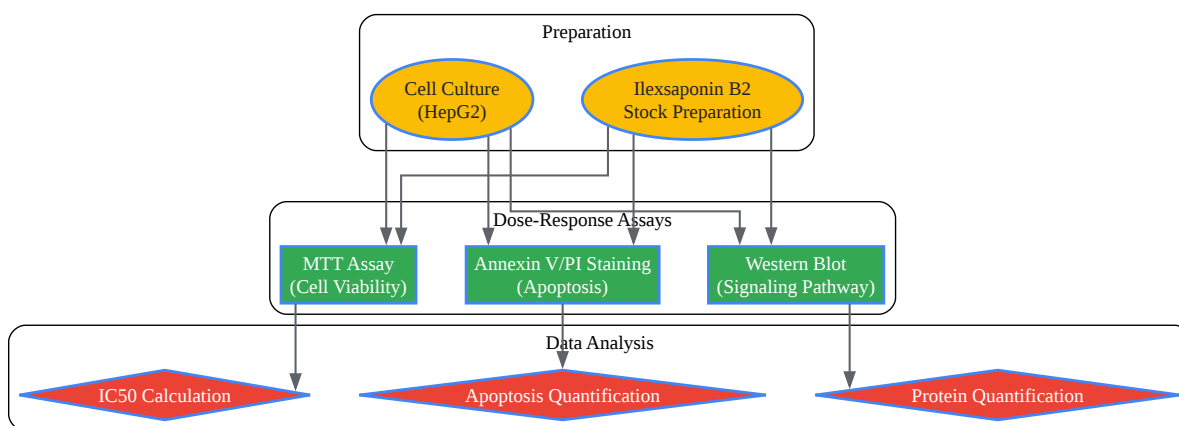 Preparation
Cell Culture
(HepG2)
Ilexsaponin B2
Stock Preparation
Dose-Response Assays
MTT Assay
(Cell Viability)
Annexin V/PI Staining
(Apoptosis)
Western Blot
(Signaling Pathway)
Data Analysis
IC50 Calculation
Apoptosis Quantification
Protein Quantification